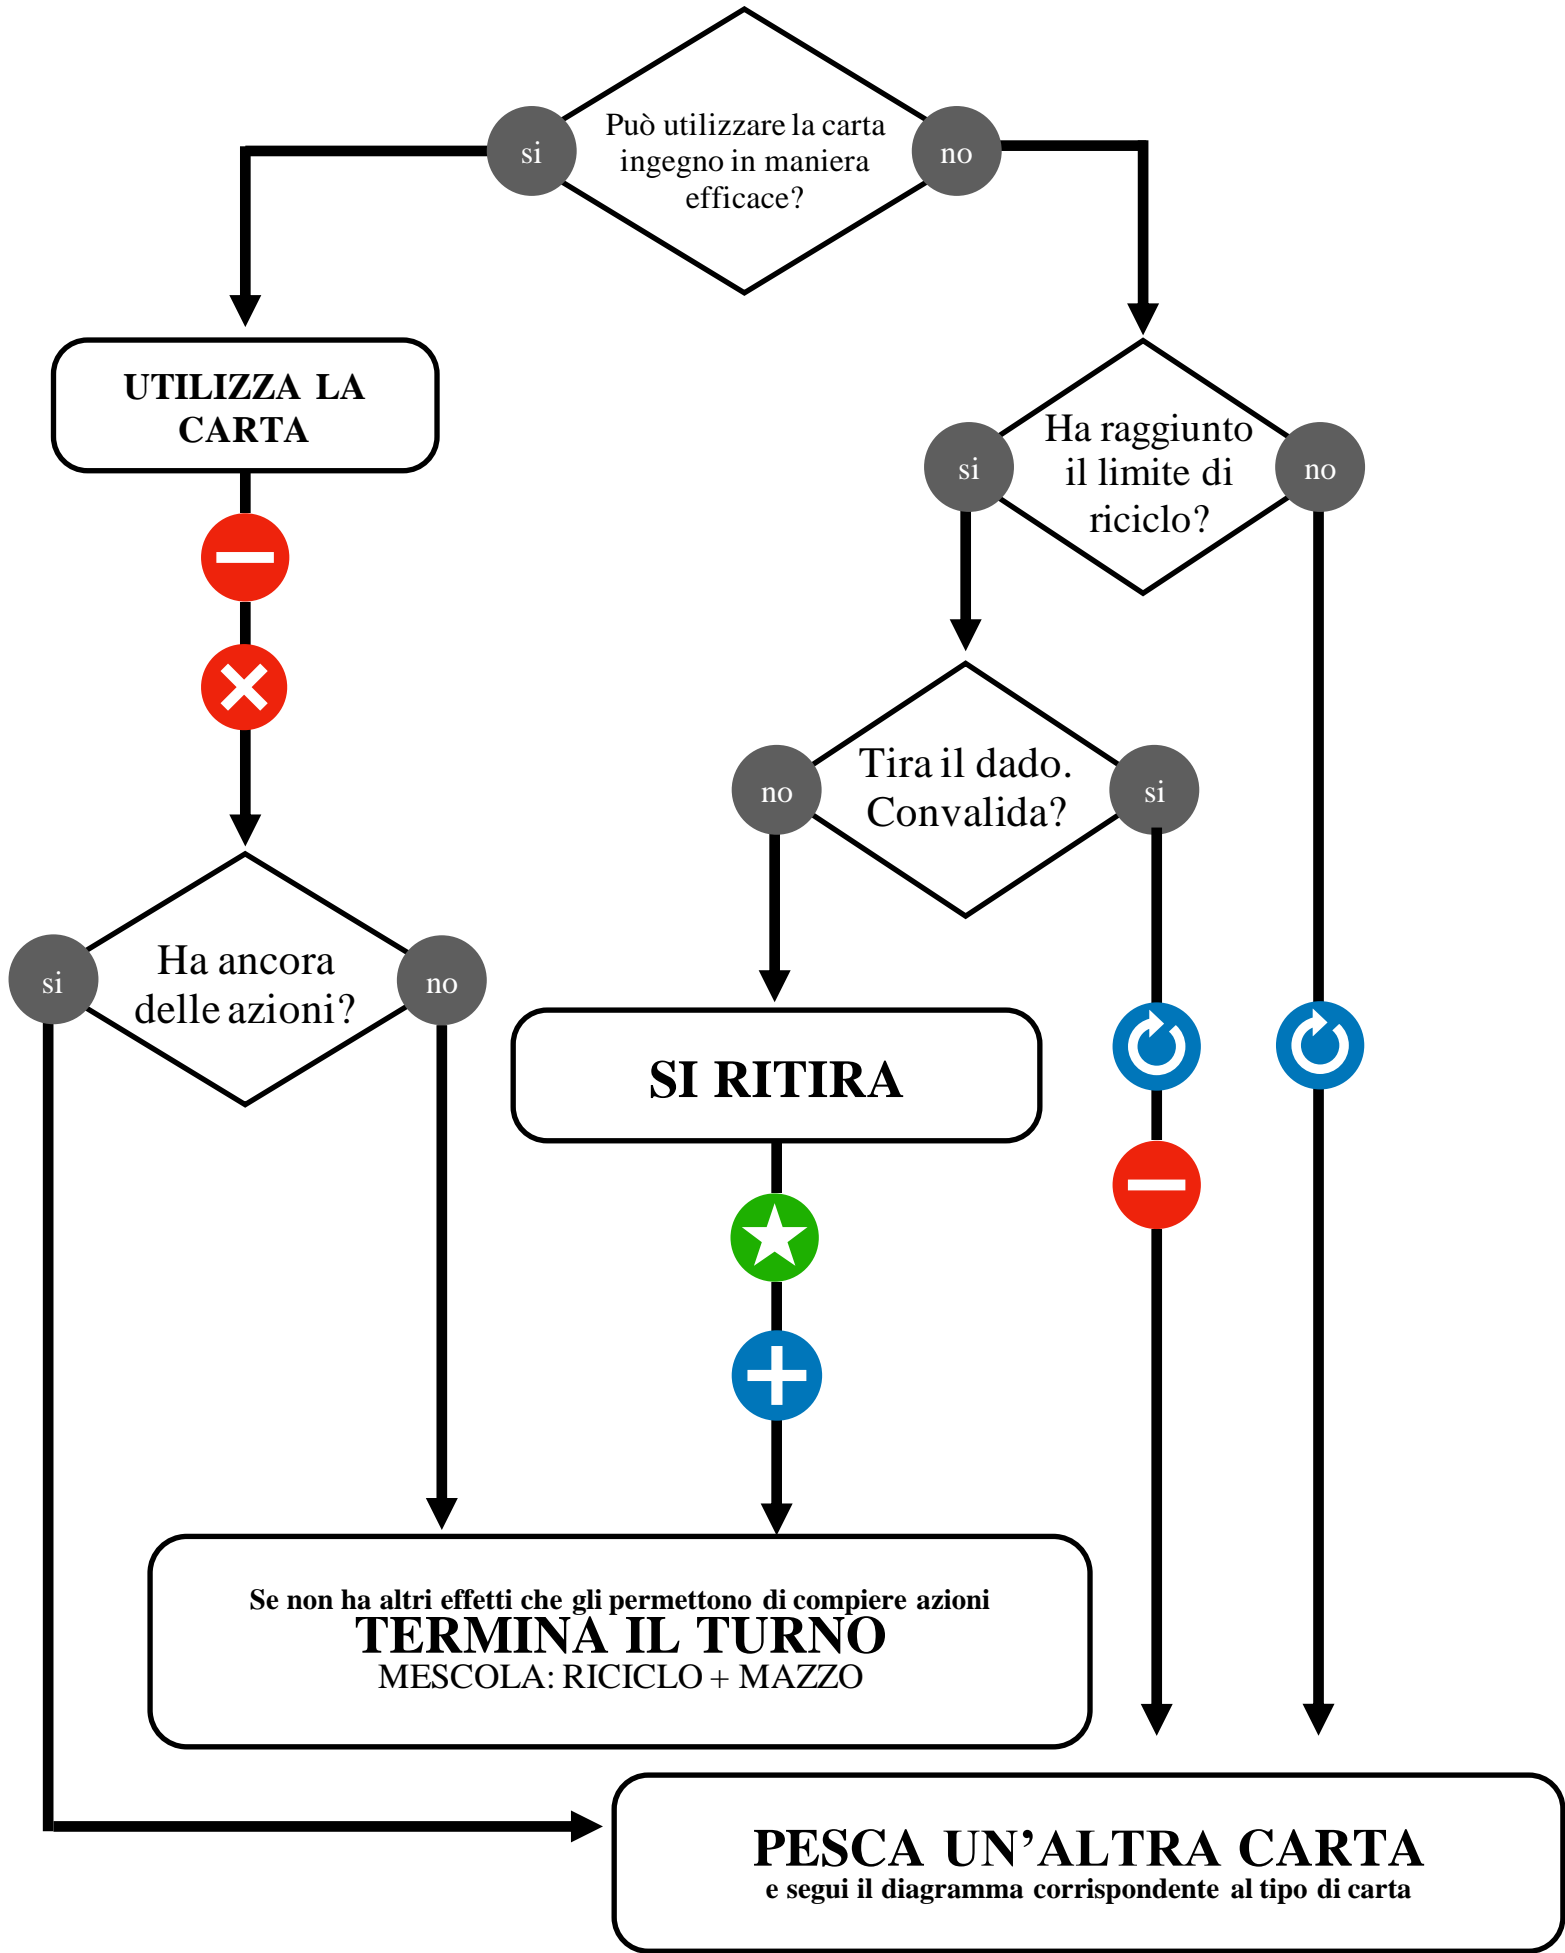 Può utilizzare la carta
ingegno in maniera
efficace?
si
no
UTILIZZA LA
CARTA
Ha raggiunto
il limite di
riciclo?
si
no
Tira il dado.
Convalida?
no
si
Ha ancora
delle azioni?
si
no
SI RITIRA
Se non ha altri effetti che gli permettono di compiere azioni
TERMINA IL TURNO
MESCOLA: RICICLO + MAZZO
PESCA UN’ALTRA CARTA
e segui il diagramma corrispondente al tipo di carta